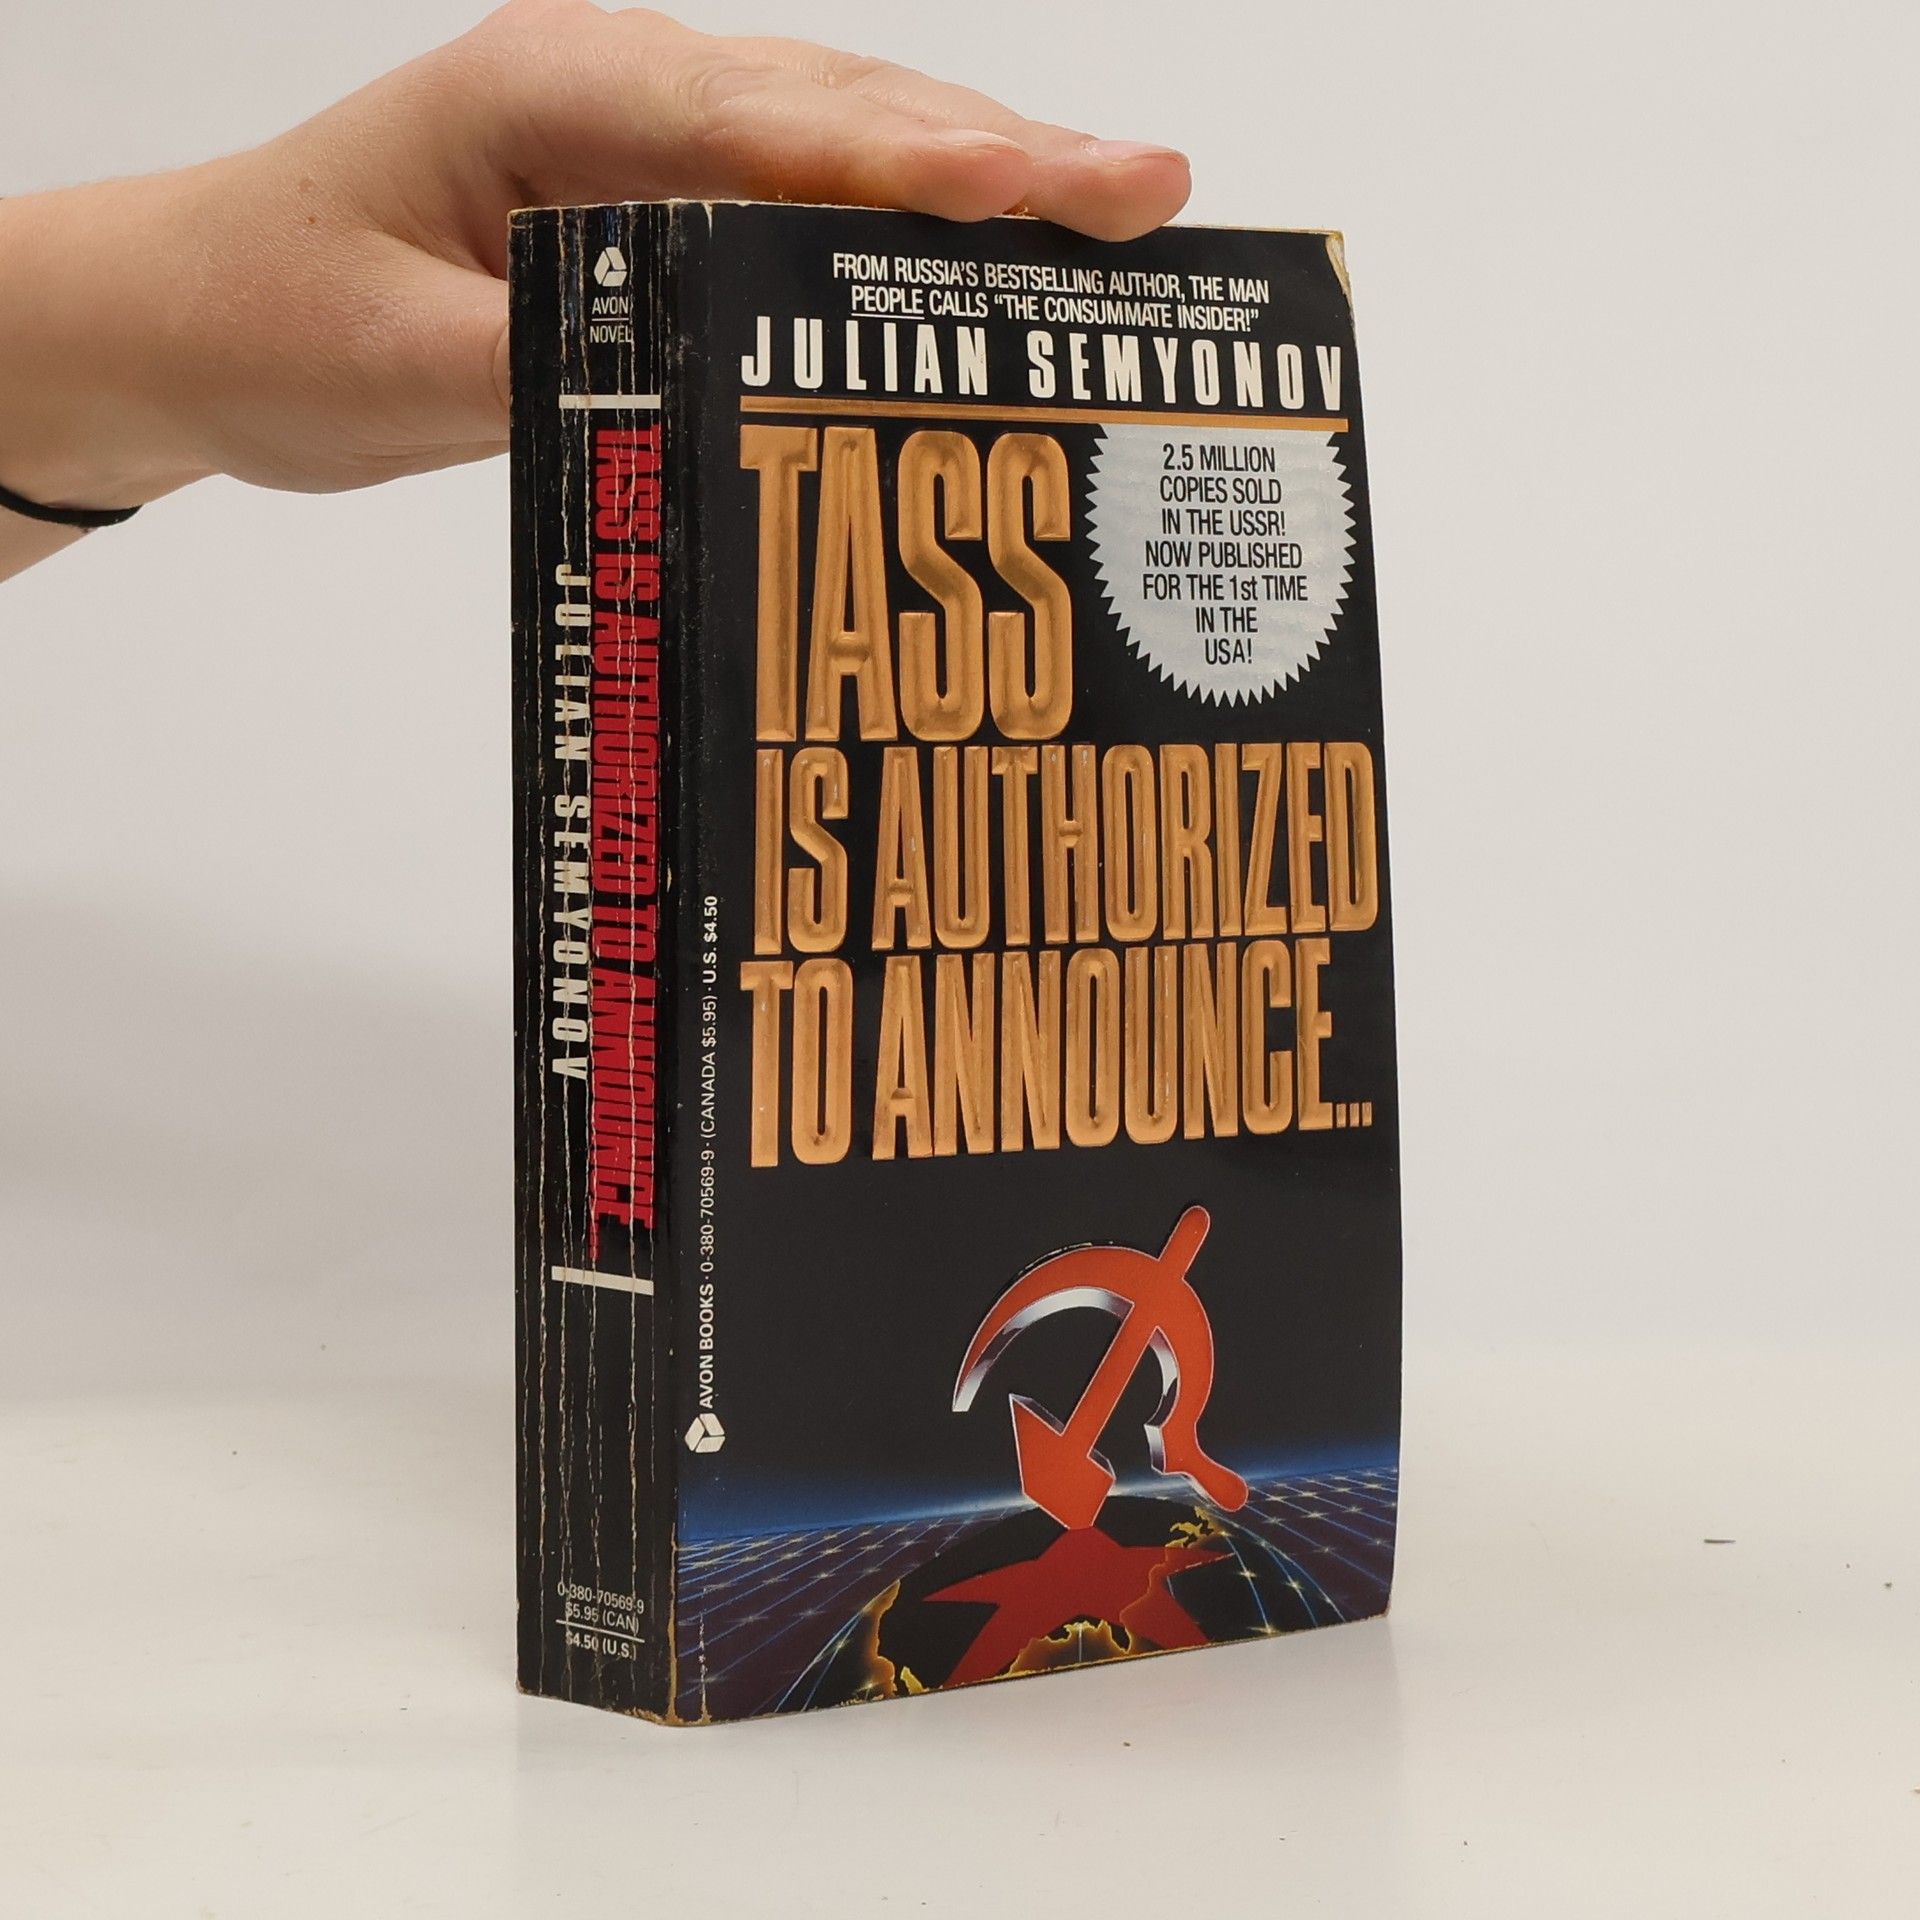 AVON
NOVEL
TASS IS AUTHORIZED TO ANNOUNCE...
JULIAN SEMYONOV
0-380-70569-9
$5.95 (CAN)
$4.50 (U.S.)
AVON BOOKS · 0-380-70569-9 · (CANADA $5.95) · U.S. $4.50
FROM RUSSIA'S BESTSELLING AUTHOR, THE MAN
PEOPLE CALLS "THE CONSUMMATE INSIDER!"
JULIAN SEMYONOV
TASS
IS AUTHORIZED
TO ANNOUNCE...
2.5 MILLION
COPIES SOLD
IN THE USSR!
NOW PUBLISHED
FOR THE 1st TIME
IN THE
USA!